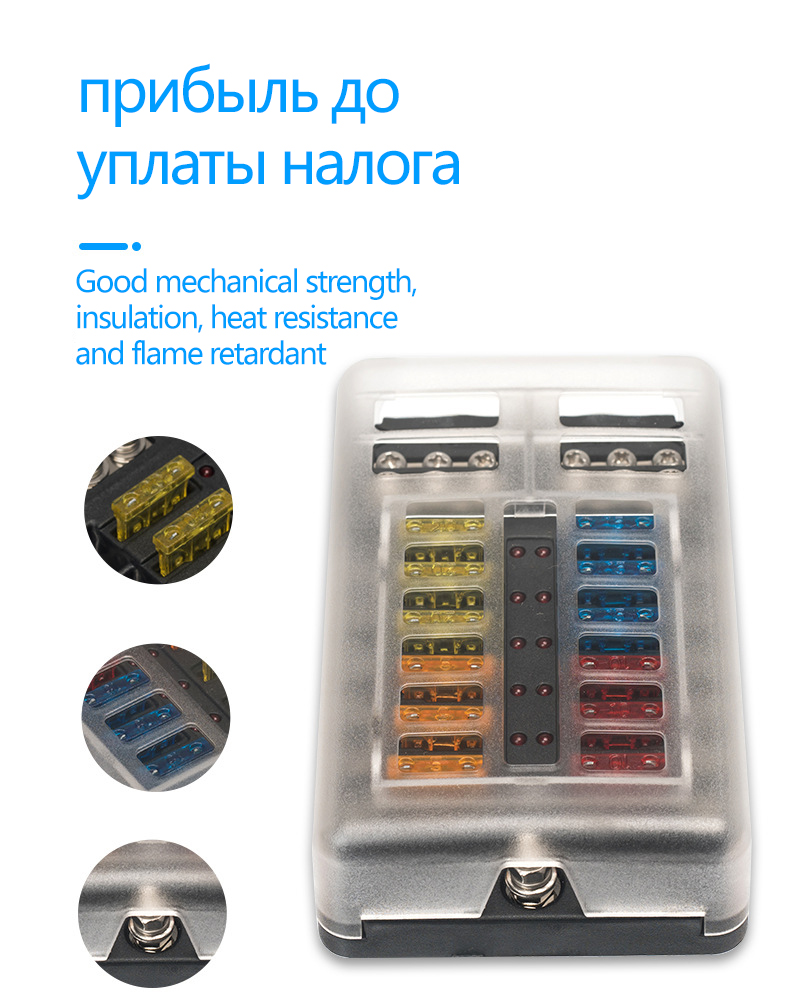 прибыль до
уплаты налога
Good mechanical strength,
insulation, heat resistance
and flame retardant